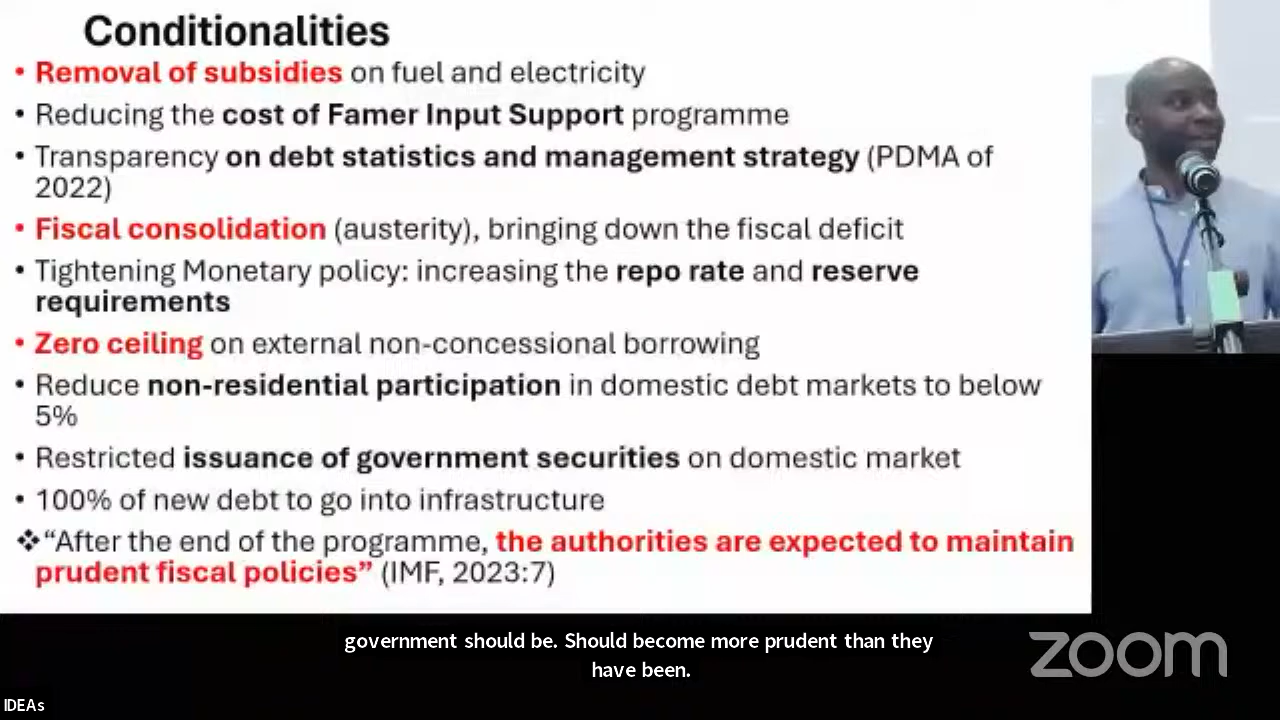 Conditionalities
• Removal of subsidies on fuel and electricity
• Reducing the cost of Famer Input Support programme
• Transparency on debt statistics and management strategy (PDMA of
2022)
• Fiscal consolidation (austerity), bringing down the fiscal deficit
• Tightening Monetary policy: increasing the repo rate and reserve
requirements
• Zero ceiling on external non-concessional borrowing
• Reduce non-residential participation in domestic debt markets to below
5%
• Restricted issuance of government securities on domestic market
• 100% of new debt to go into infrastructure
❖“After the end of the programme, the authorities are expected to maintain
prudent fiscal policies” (IMF, 2023:7)
government should be. Should become more prudent than they
have been.
zoom
IDEAs